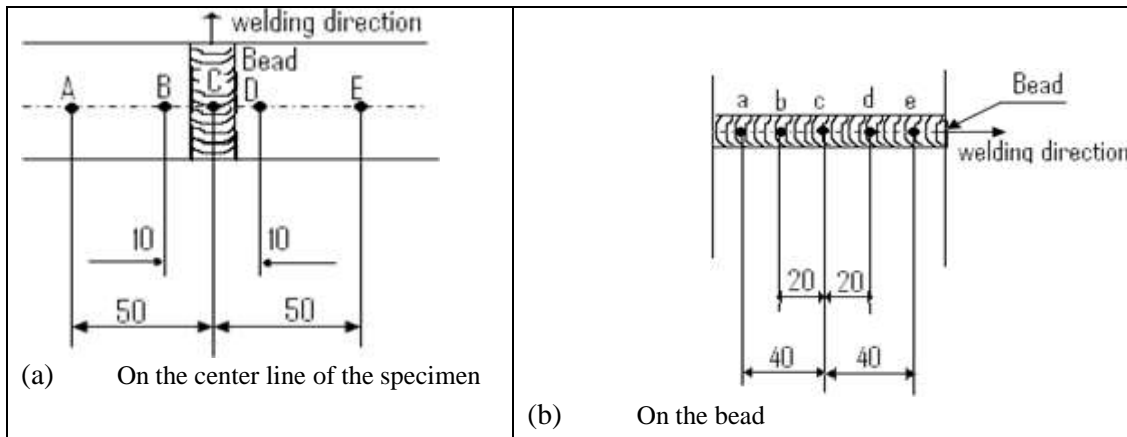 welding direction
Bead
A B C D E
10 10
50 50
(a) On the center line of the specimen
Bead
a b c d e
welding direction
20 20
40 40
(b) On the bead